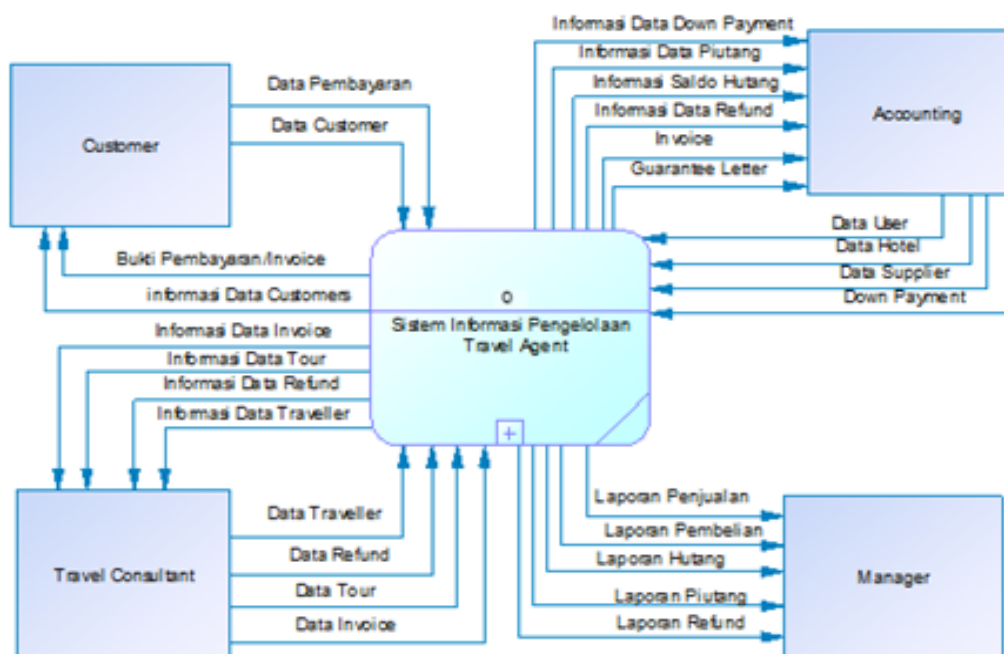 Informasi Data Down Payment
Informasi Data Piutang
Informasi Saldo Hutang
Informasi Data Refund
Invoice
Guarantee Letter
Accounting
Data Pembayaran
Data Customer
Customer
Data User
Data Hotel
Data Supplier
Down Payment
Bukti Pembayaran/Invoice
informasi Data Customers
0
Sistem Informasi Pengelolaan
Travel Agent
Informasi Data Invoice
Informasi Data Tour
Informasi Data Refund
Informasi Data Traveller
Travel Consultant
Data Traveller
Data Refund
Data Tour
Data Invoice
Laporan Penjualan
Laporan Pembelian
Laporan Hutang
Laporan Piutang
Laporan Refund
Manager